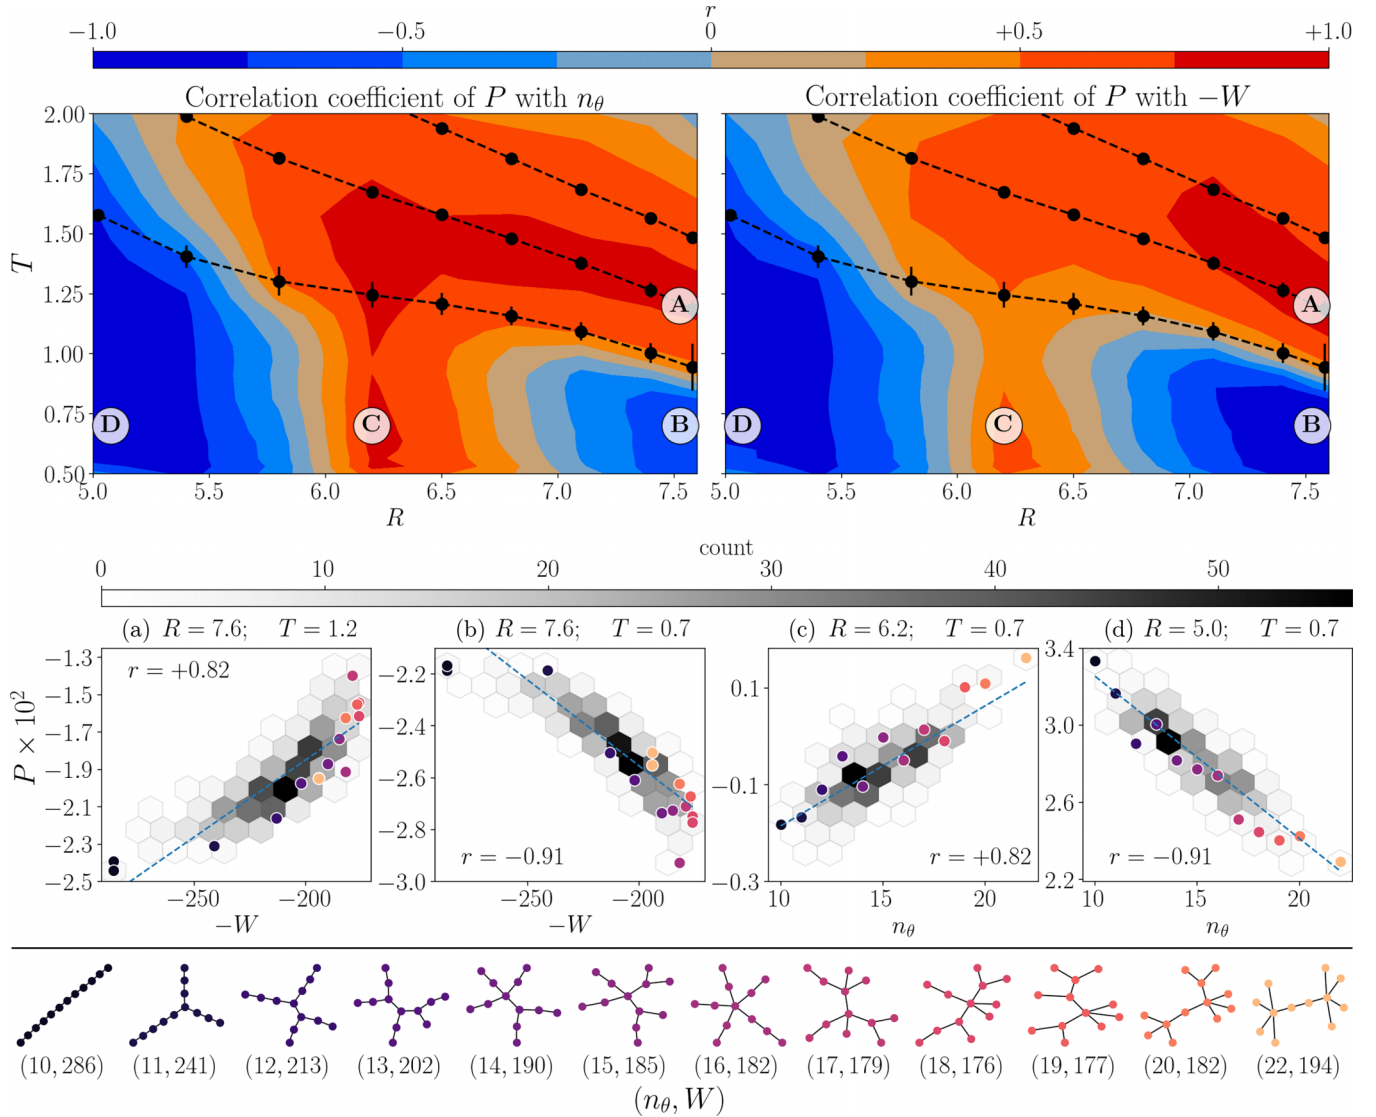 r
−1.0 −0.5 0 +0.5 +1.0
Correlation coefficient of P with n_θ
Correlation coefficient of P with −W
T
2.00
1.75
1.50
1.25
1.00
0.75
0.50
A
B
C
D
5.0 5.5 6.0 6.5 7.0 7.5
R
A
B
C
D
5.0 5.5 6.0 6.5 7.0 7.5
R
count
0 10 20 30 40 50
(a) R = 7.6; T = 1.2
r = +0.82
P × 10²
−1.3
−1.5
−1.7
−1.9
−2.1
−2.3
−2.5
−250 −200
−W
(b) R = 7.6; T = 0.7
−2.2
−2.4
−2.6
−2.8
−3.0
r = −0.91
−250 −200
−W
(c) R = 6.2; T = 0.7
0.1
−0.1
−0.3
r = +0.82
10 15 20
n_θ
(d) R = 5.0; T = 0.7
3.4
3.0
2.6
2.2
r = −0.91
10 15 20
n_θ
(10, 286) (11, 241) (12, 213) (13, 202) (14, 190) (15, 185) (16, 182) (17, 179) (18, 176) (19, 177) (20, 182) (22, 194)
(n_θ, W)